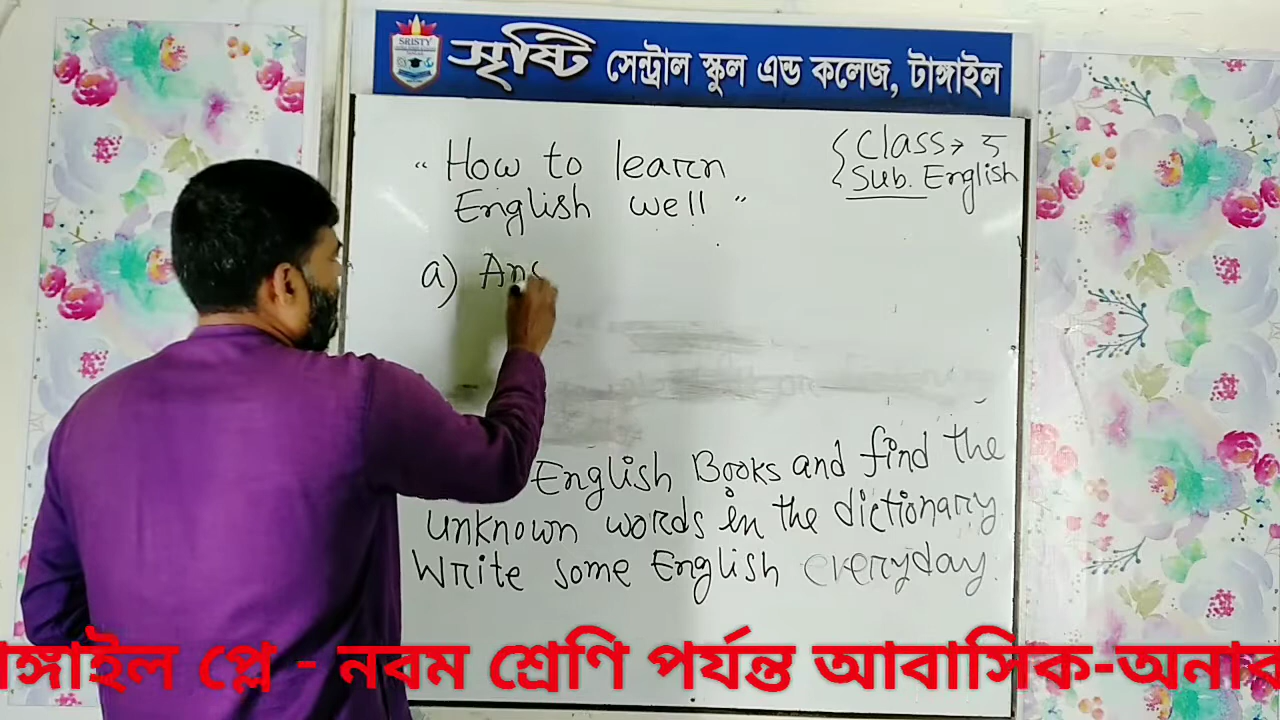 SRISTY
সৃষ্টি সেন্ট্রাল স্কুল এন্ড কলেজ, টাঙ্গাইল
Class → 5
Sub. English
" How to learn
English well "
a) Ans
English Books and find the
unknown words in the dictionary.
Write some English everyday.
ঙ্গাইল প্লে - নবম শ্রেণি পর্যন্ত আবাসিক-অনাব